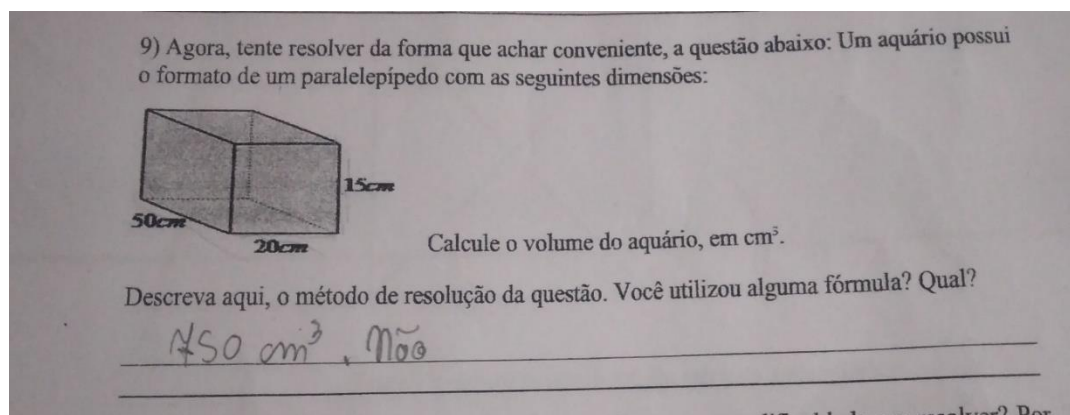 9) Agora, tente resolver da forma que achar conveniente, a questão abaixo: Um aquário possui
o formato de um paralelepípedo com as seguintes dimensões:
15cm
50cm
20cm
Calcule o volume do aquário, em cm³.
Descreva aqui, o método de resolução da questão. Você utilizou alguma fórmula? Qual?
750 cm³. Não